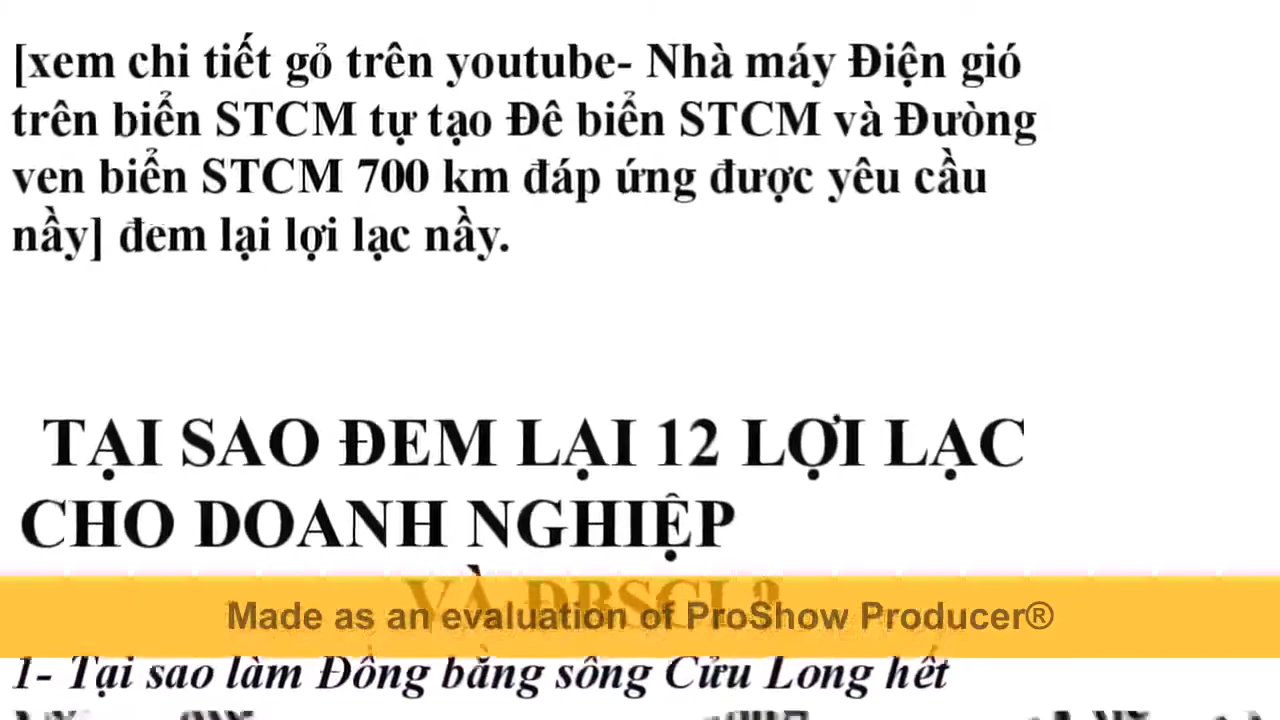 [xem chi tiết gỏ trên youtube- Nhà máy Điện gió
trên biển STCM tự tạo Đê biển STCM và Đưòng
ven biển STCM 700 km đáp ứng được yêu cầu
nầy] đem lại lợi lạc nầy.
TẠI SAO ĐEM LẠI 12 LỢI LẠC
CHO DOANH NGHIỆP
VÀ ĐBSCL?
Made as an evaluation of ProShow Producer®
1- Tại sao làm Đồng bằng sông Cửu Long hết